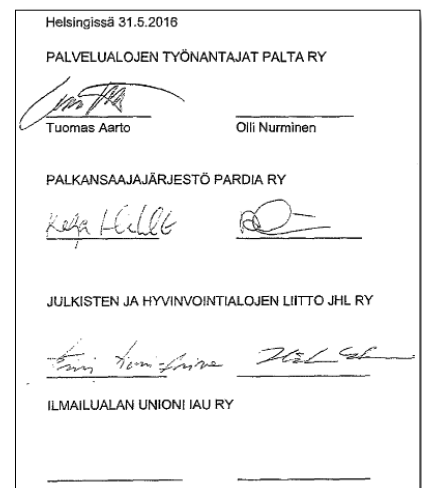 Helsingissä 31.5.2016
PALVELUALOJEN TYÖNANTAJAT PALTA RY
Tuomas Aarto Olli Nurminen
PALKANSAAJAJÄRJESTÖ PARDIA RY
JULKISTEN JA HYVINVOINTIALOJEN LIITTO JHL RY
ILMAILUALAN UNIONI IAU RY